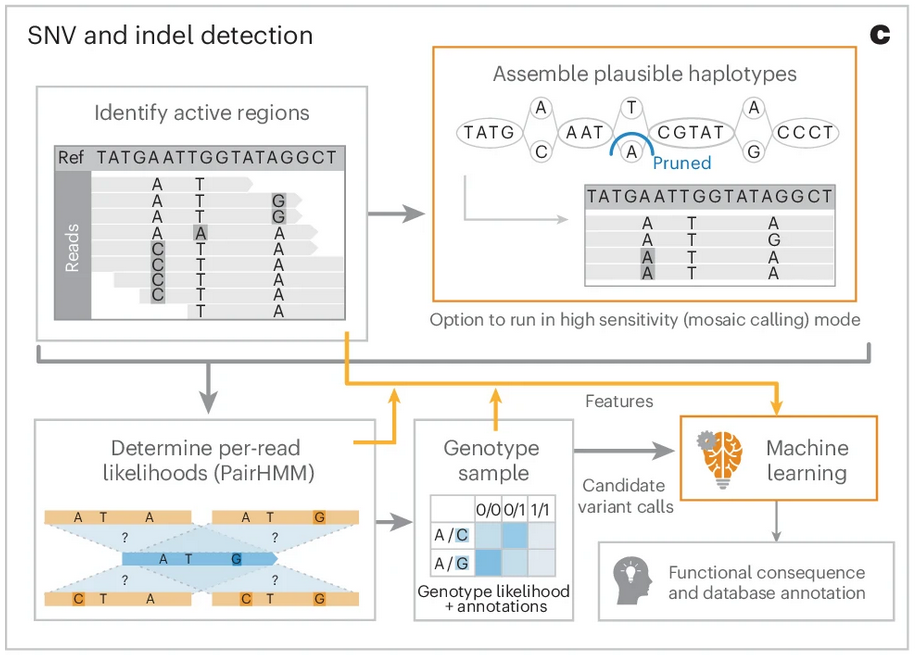 SNV and indel detection
C
Identify active regions
Ref TATGAATTGGTATAGGCT
Reads
A T
A T G
A T G
A A A
C T A
C T A
C T A
C T A
T A
Assemble plausible haplotypes
A T A
TATG AAT CGTAT CCCT
C A G
Pruned
TATGAATTGGTATAGGCT
A T A
A T G
A T A
A T A
Option to run in high sensitivity (mosaic calling) mode
Features
Determine per-read
likelihoods (PairHMM)
A T A A T G
? ?
A T G
? ?
C T A C T G
Genotype
sample
0/0 0/1 1/1
A/C
A/G
Genotype likelihood
+ annotations
Candidate
variant calls
Machine
learning
Functional consequence
and database annotation